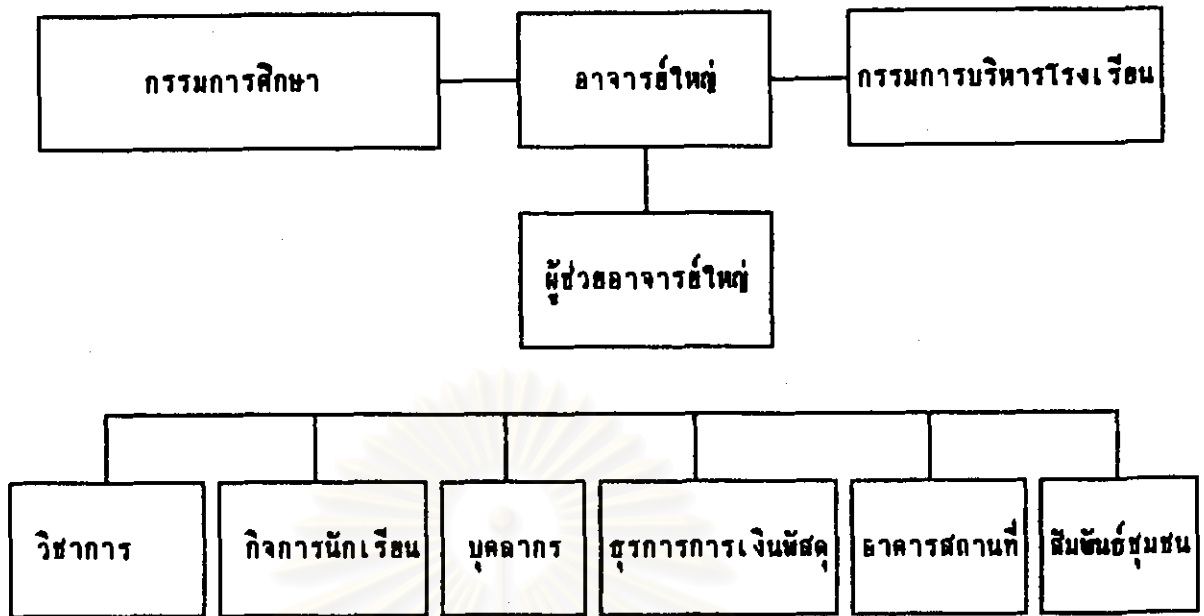 กรรมการศึกษา
อาจารย์ใหญ่
กรรมการบริหารโรงเรียน
ผู้ช่วยอาจารย์ใหญ่
วิชาการ
กิจการนักเรียน
บุคลากร
ธุรการการเงินพัสดุ
อาคารสถานที่
สัมพันธ์ชุมชน